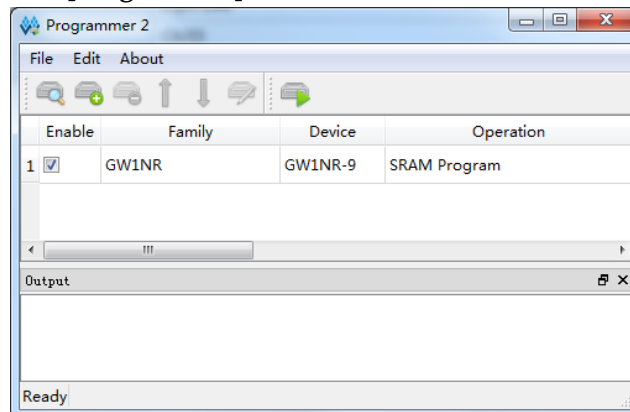 Programmer 2
File Edit About
Enable Family Device Operation
1 GW1NR GW1NR-9 SRAM Program
Output
Ready